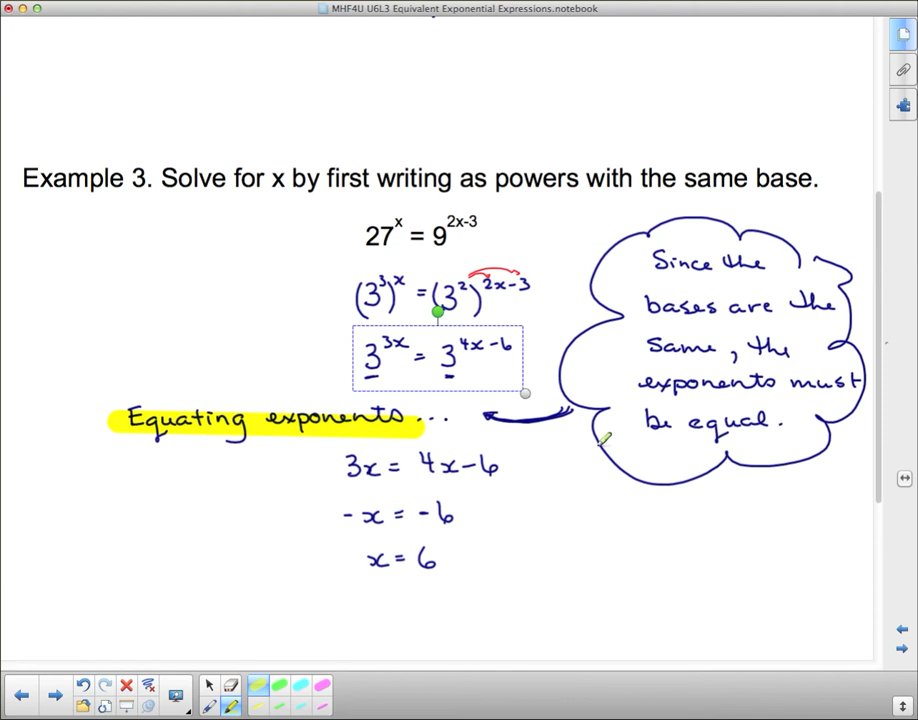 MHF4U U6L3 Equivalent Exponential Expressions.notebook
Example 3. Solve for x by first writing as powers with the same base.
27^x = 9^(2x-3)
(3^3)^x = (3^2)^(2x-3)
3^(3x) = 3^(4x-6)
Equating exponents...
3x = 4x-6
-x = -6
x = 6
Since the
bases are the
same, the
exponents must
be equal.